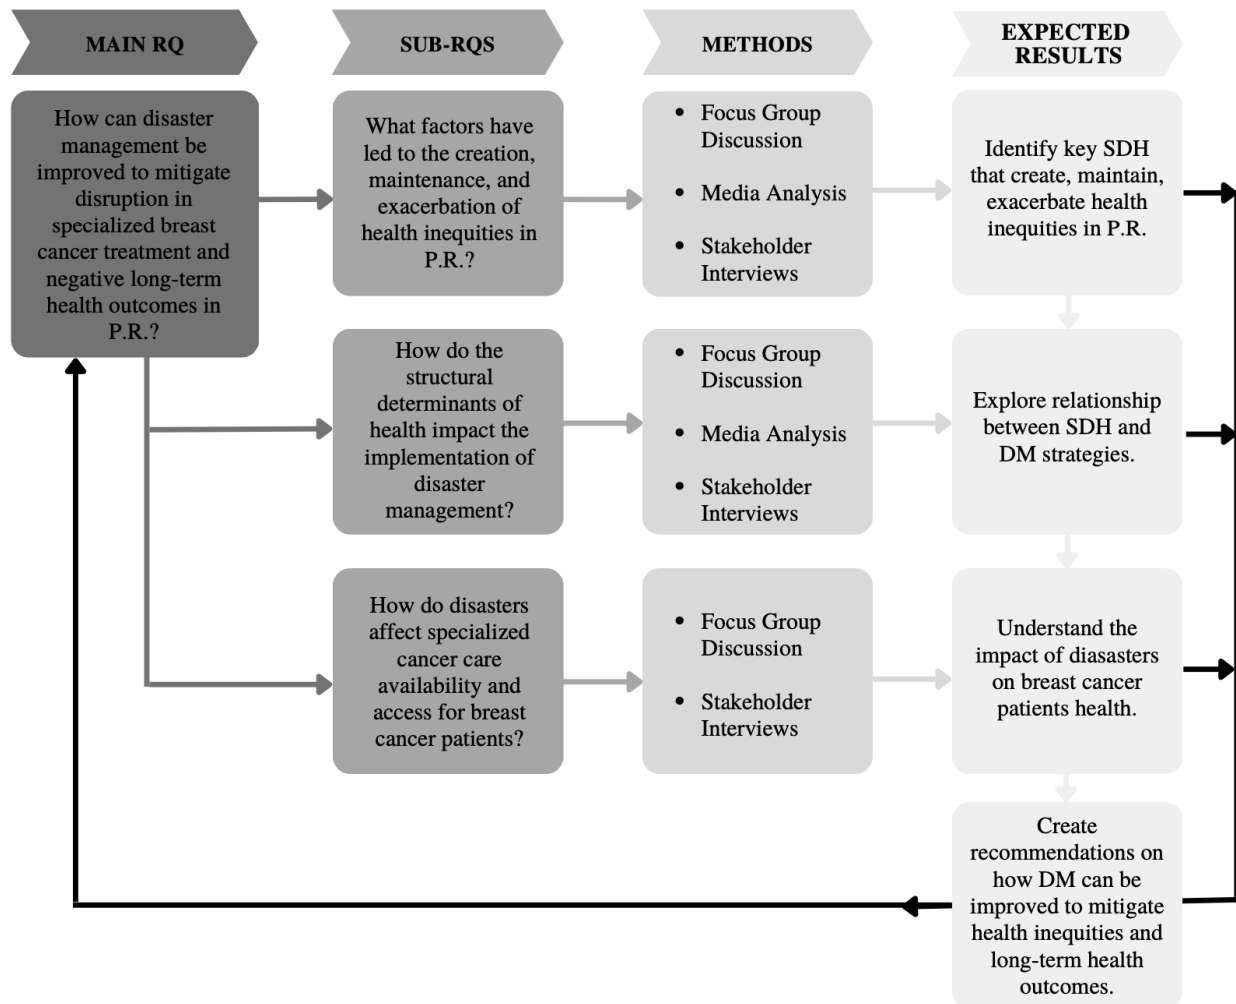 MAIN RQ
SUB-RQS
METHODS
EXPECTED
RESULTS
How can disaster
management be
improved to mitigate
disruption in
specialized breast
cancer treatment and
negative long-term
health outcomes in
P.R.?
What factors have
led to the creation,
maintenance, and
exacerbation of
health inequities in
P.R.?
• Focus Group
Discussion
• Media Analysis
• Stakeholder
Interviews
Identify key SDH
that create, maintain,
exacerbate health
inequities in P.R.
How do the
structural
determinants of
health impact the
implementation of
disaster
management?
• Focus Group
Discussion
• Media Analysis
• Stakeholder
Interviews
Explore relationship
between SDH and
DM strategies.
How do disasters
affect specialized
cancer care
availability and
access for breast
cancer patients?
• Focus Group
Discussion
• Stakeholder
Interviews
Understand the
impact of diasasters
on breast cancer
patients health.
Create
recommendations on
how DM can be
improved to mitigate
health inequities and
long-term health
outcomes.